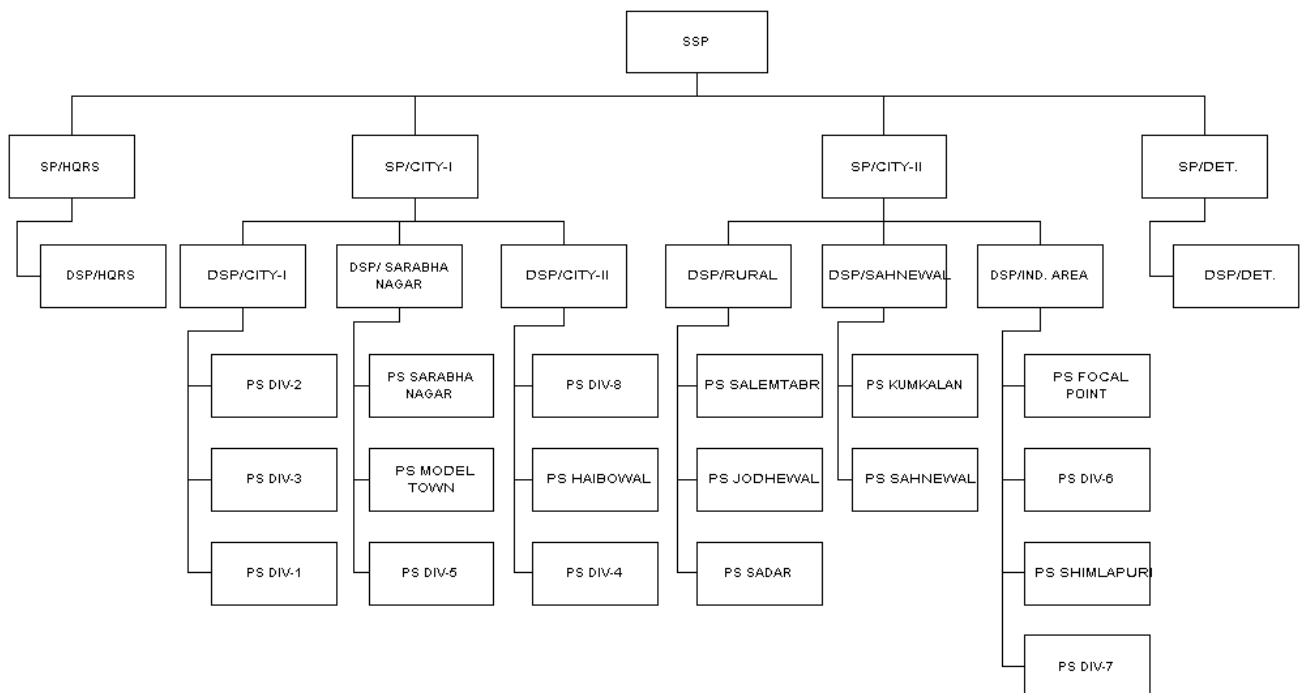 SSP
SP/HQRS
SP/CITY-I
SP/CITY-II
SP/DET.
DSP/HQRS
DSP/CITY-I
DSP/ SARABHA
NAGAR
DSP/CITY-II
DSP/RURAL
DSP/SAHNEWAL
DSP/IND. AREA
DSP/DET.
PS DIV-2
PS SARABHA
NAGAR
PS DIV-8
PS SALEMTABR
PS KUMKALAN
PS FOCAL
POINT
PS DIV-3
PS MODEL
TOWN
PS HAIBOWAL
PS JODHEWAL
PS SAHNEWAL
PS DIV-6
PS DIV-1
PS DIV-5
PS DIV-4
PS SADAR
PS SHIMLAPURI
PS DIV-7